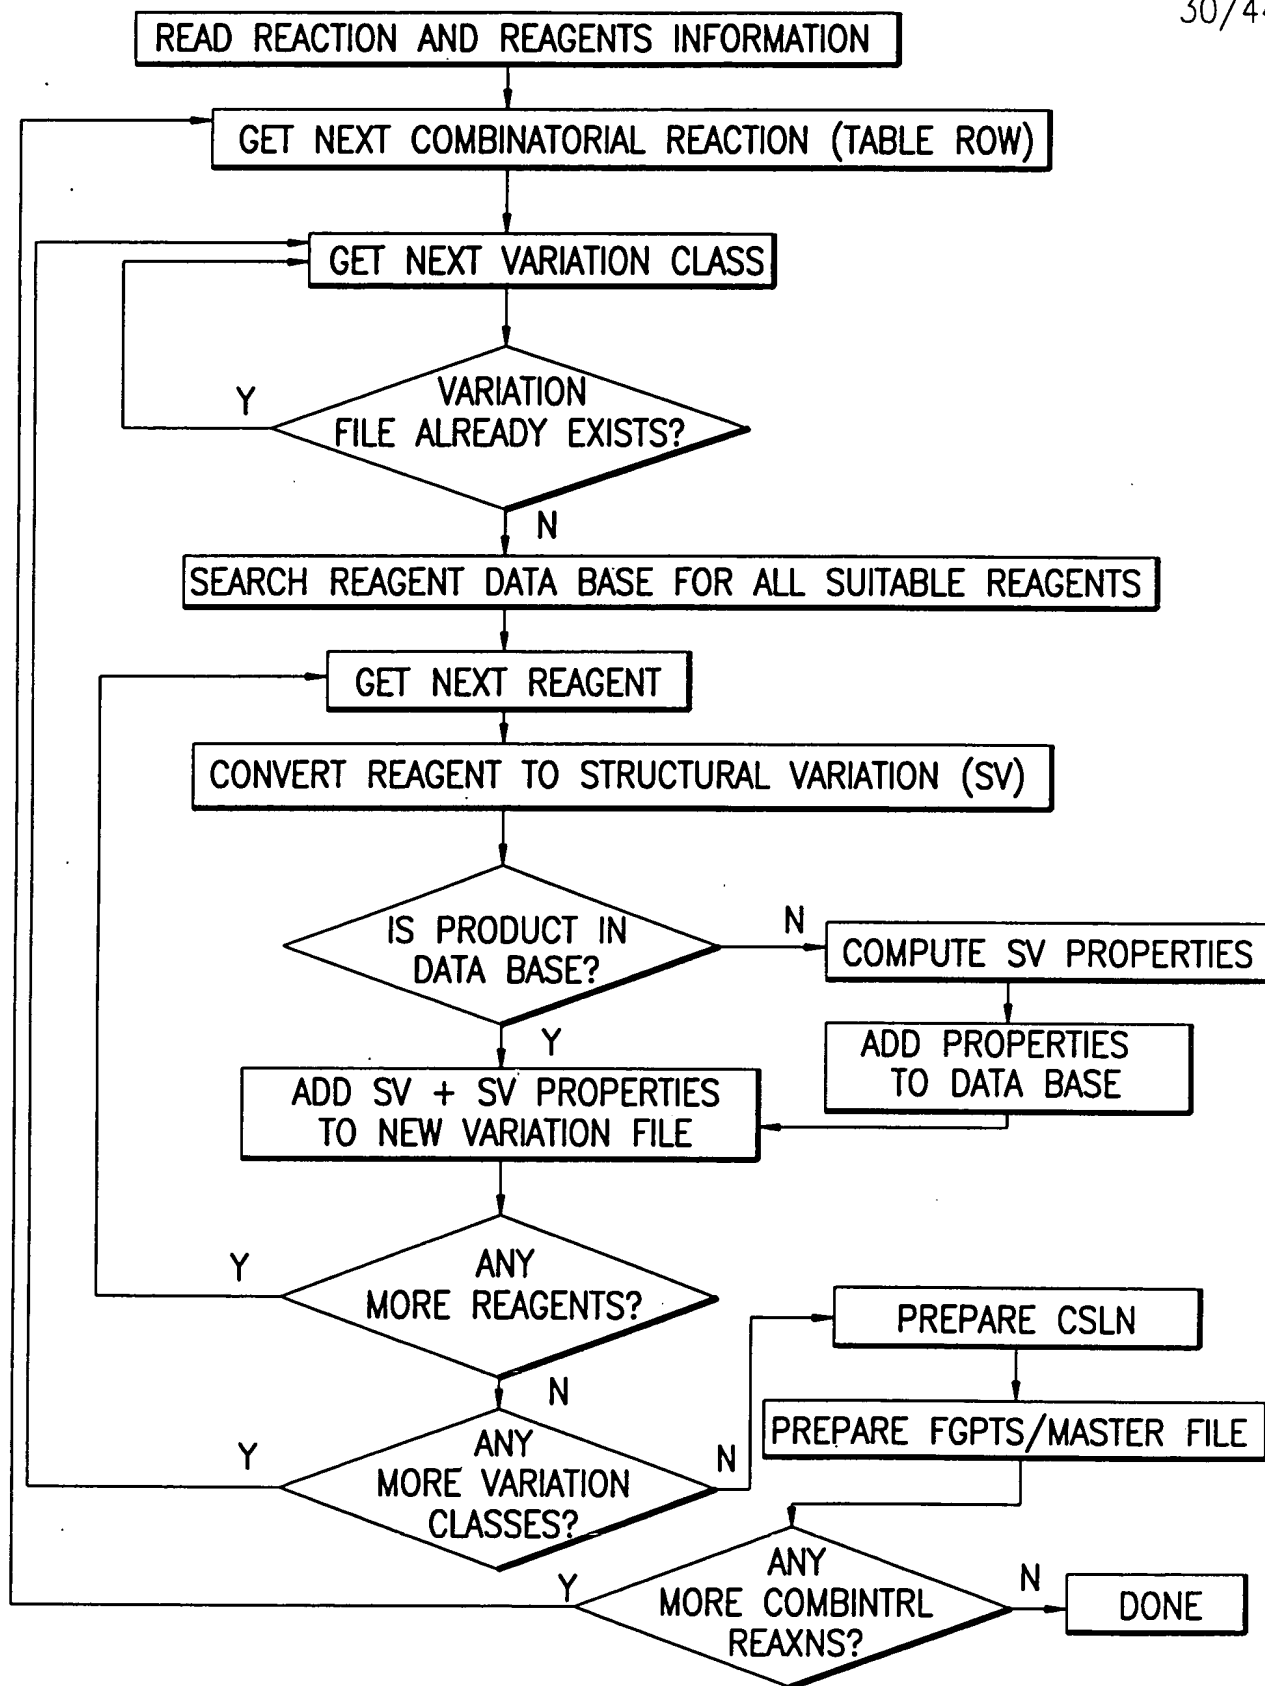 30/44
READ REACTION AND REAGENTS INFORMATION
GET NEXT COMBINATORIAL REACTION (TABLE ROW)
GET NEXT VARIATION CLASS
VARIATION
FILE ALREADY EXISTS?
Y
N
SEARCH REAGENT DATA BASE FOR ALL SUITABLE REAGENTS
GET NEXT REAGENT
CONVERT REAGENT TO STRUCTURAL VARIATION (SV)
IS PRODUCT IN
DATA BASE?
N
COMPUTE SV PROPERTIES
Y
ADD PROPERTIES
TO DATA BASE
ADD SV + SV PROPERTIES
TO NEW VARIATION FILE
ANY
MORE REAGENTS?
Y
N
PREPARE CSLN
PREPARE FGPTS/MASTER FILE
ANY
MORE VARIATION
CLASSES?
Y
N
ANY
MORE COMBINTRL
REAXNS?
Y
N
DONE